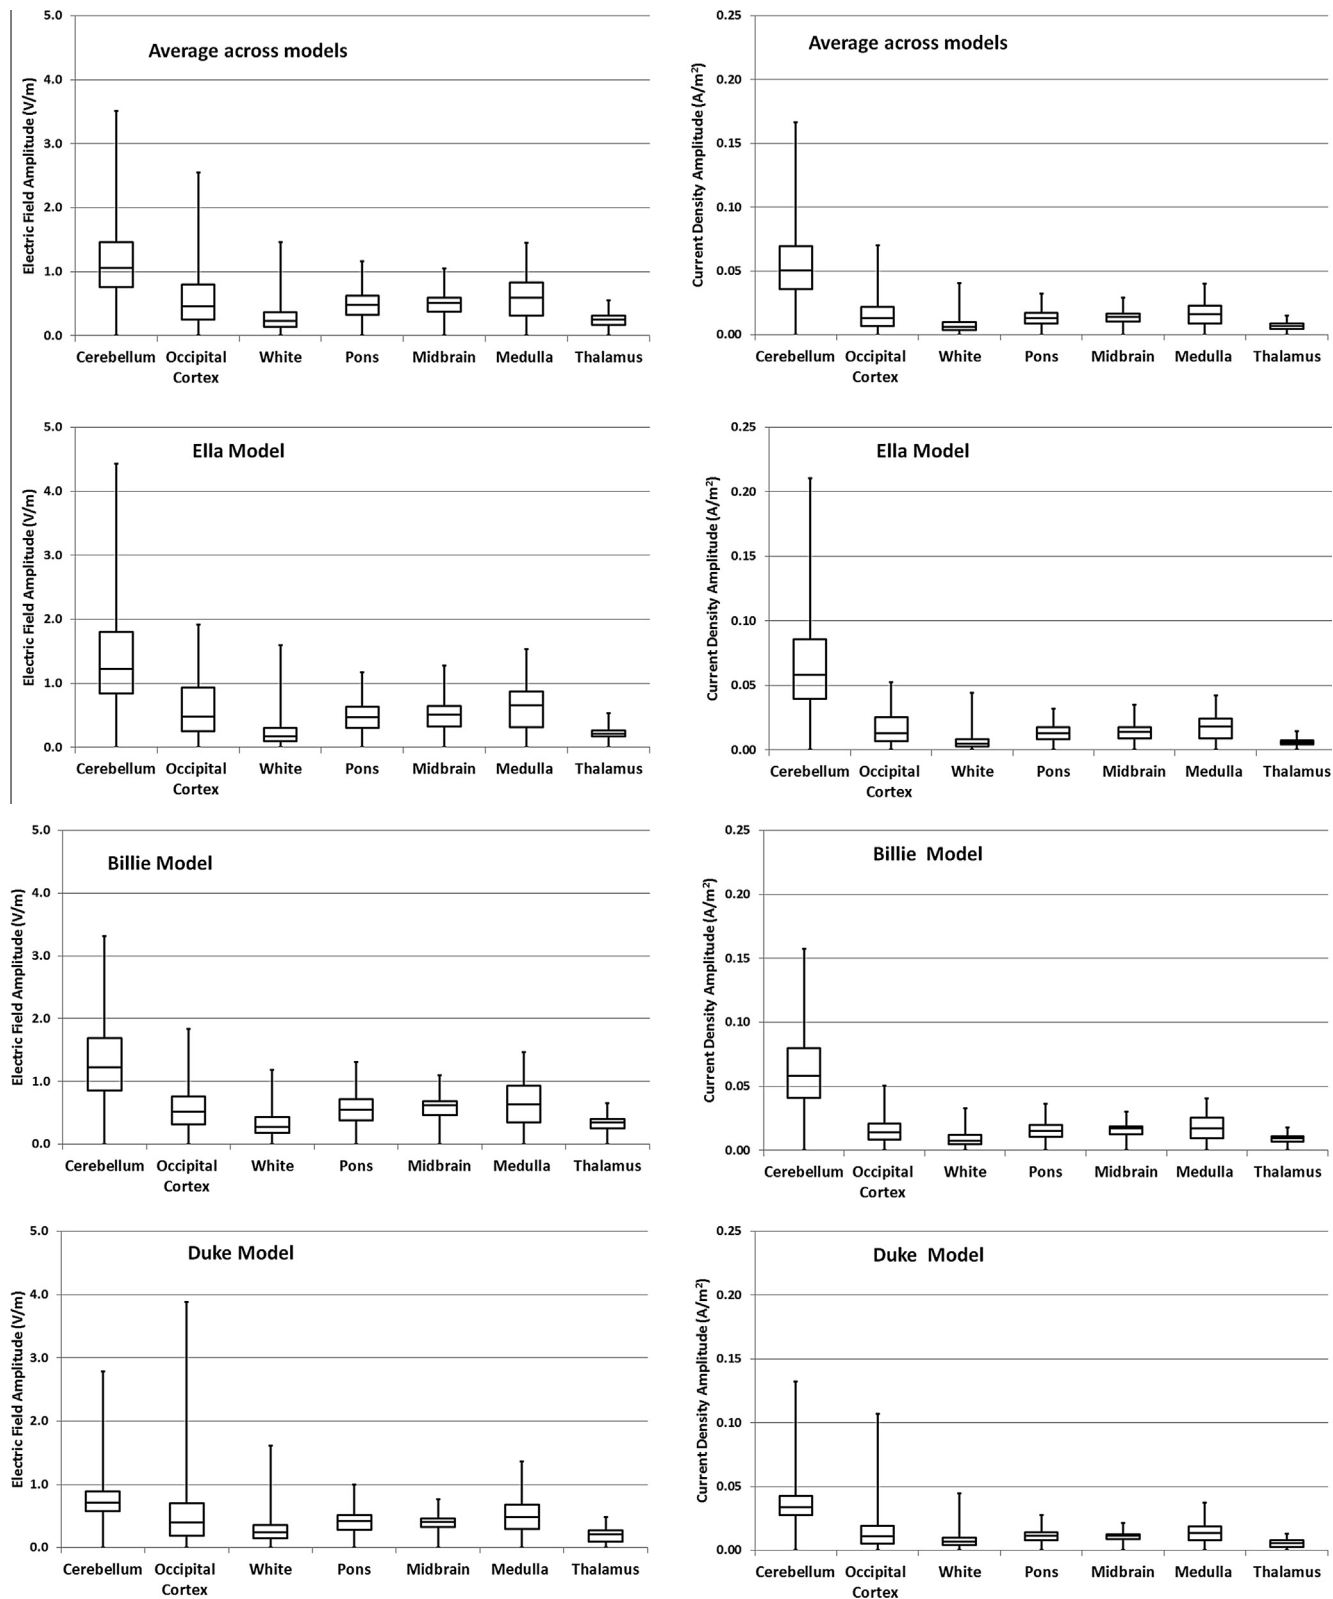 5.0
4.0
3.0
2.0
1.0
0.0
Electric Field Amplitude (V/m)
Average across models
Cerebellum Occipital Cortex White Pons Midbrain Medulla Thalamus
0.25
0.20
0.15
0.10
0.05
0.00
Current Density Amplitude (A/m²)
Average across models
Cerebellum Occipital Cortex White Pons Midbrain Medulla Thalamus
5.0
4.0
3.0
2.0
1.0
0.0
Electric Field Amplitude (V/m)
Ella Model
Cerebellum Occipital Cortex White Pons Midbrain Medulla Thalamus
0.25
0.20
0.15
0.10
0.05
0.00
Current Density Amplitude (A/m²)
Ella Model
Cerebellum Occipital Cortex White Pons Midbrain Medulla Thalamus
5.0
4.0
3.0
2.0
1.0
0.0
Electric Field Amplitude (V/m)
Billie Model
Cerebellum Occipital Cortex White Pons Midbrain Medulla Thalamus
0.25
0.20
0.15
0.10
0.05
0.00
Current Density Amplitude (A/m²)
Billie Model
Cerebellum Occipital Cortex White Pons Midbrain Medulla Thalamus
5.0
4.0
3.0
2.0
1.0
0.0
Electric Field Amplitude (V/m)
Duke Model
Cerebellum Occipital Cortex White Pons Midbrain Medulla Thalamus
0.25
0.20
0.15
0.10
0.05
0.00
Current Density Amplitude (A/m²)
Duke Model
Cerebellum Occipital Cortex White Pons Midbrain Medulla Thalamus